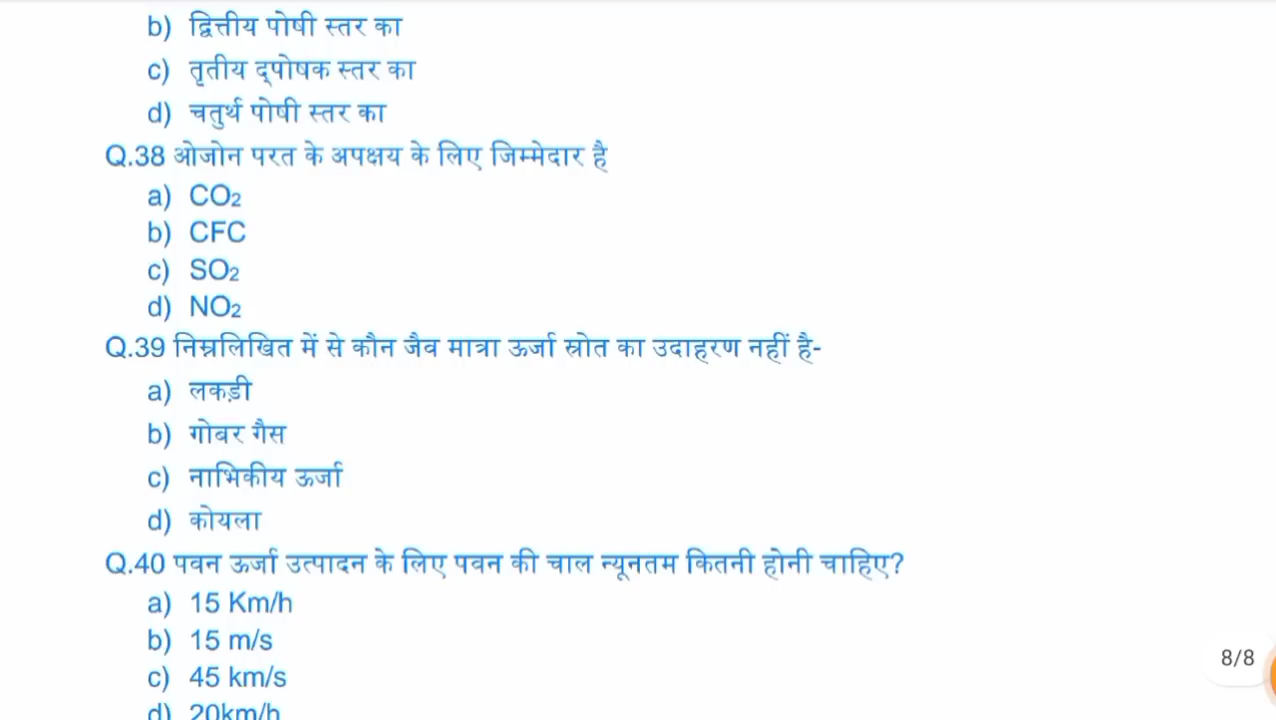 b) द्वित्तीय पोषी स्तर का
c) तृतीय द्पोषक स्तर का
d) चतुर्थ पोषी स्तर का
Q.38 ओजोन परत के अपक्षय के लिए जिम्मेदार है
a) CO₂
b) CFC
c) SO₂
d) NO₂
Q.39 निम्नलिखित में से कौन जैव मात्रा ऊर्जा स्रोत का उदाहरण नहीं है-
a) लकड़ी
b) गोबर गैस
c) नाभिकीय ऊर्जा
d) कोयला
Q.40 पवन ऊर्जा उत्पादन के लिए पवन की चाल न्यूनतम कितनी होनी चाहिए?
a) 15 Km/h
b) 15 m/s
c) 45 km/s
d) 20km/h
8/8